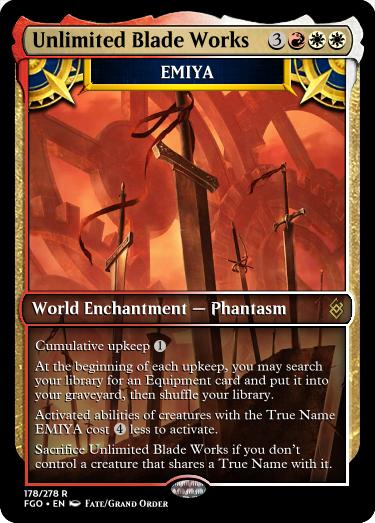 Unlimited Blade Works 3
EMIYA
World Enchantment — Phantasm
Cumulative upkeep 1
At the beginning of each upkeep, you may search
your library for an Equipment card and put it into
your graveyard, then shuffle your library.
Activated abilities of creatures with the True Name
EMIYA cost 4 less to activate.
Sacrifice Unlimited Blade Works if you don't
control a creature that shares a True Name with it.
178/278 R
FGO • EN Fate/Grand Order